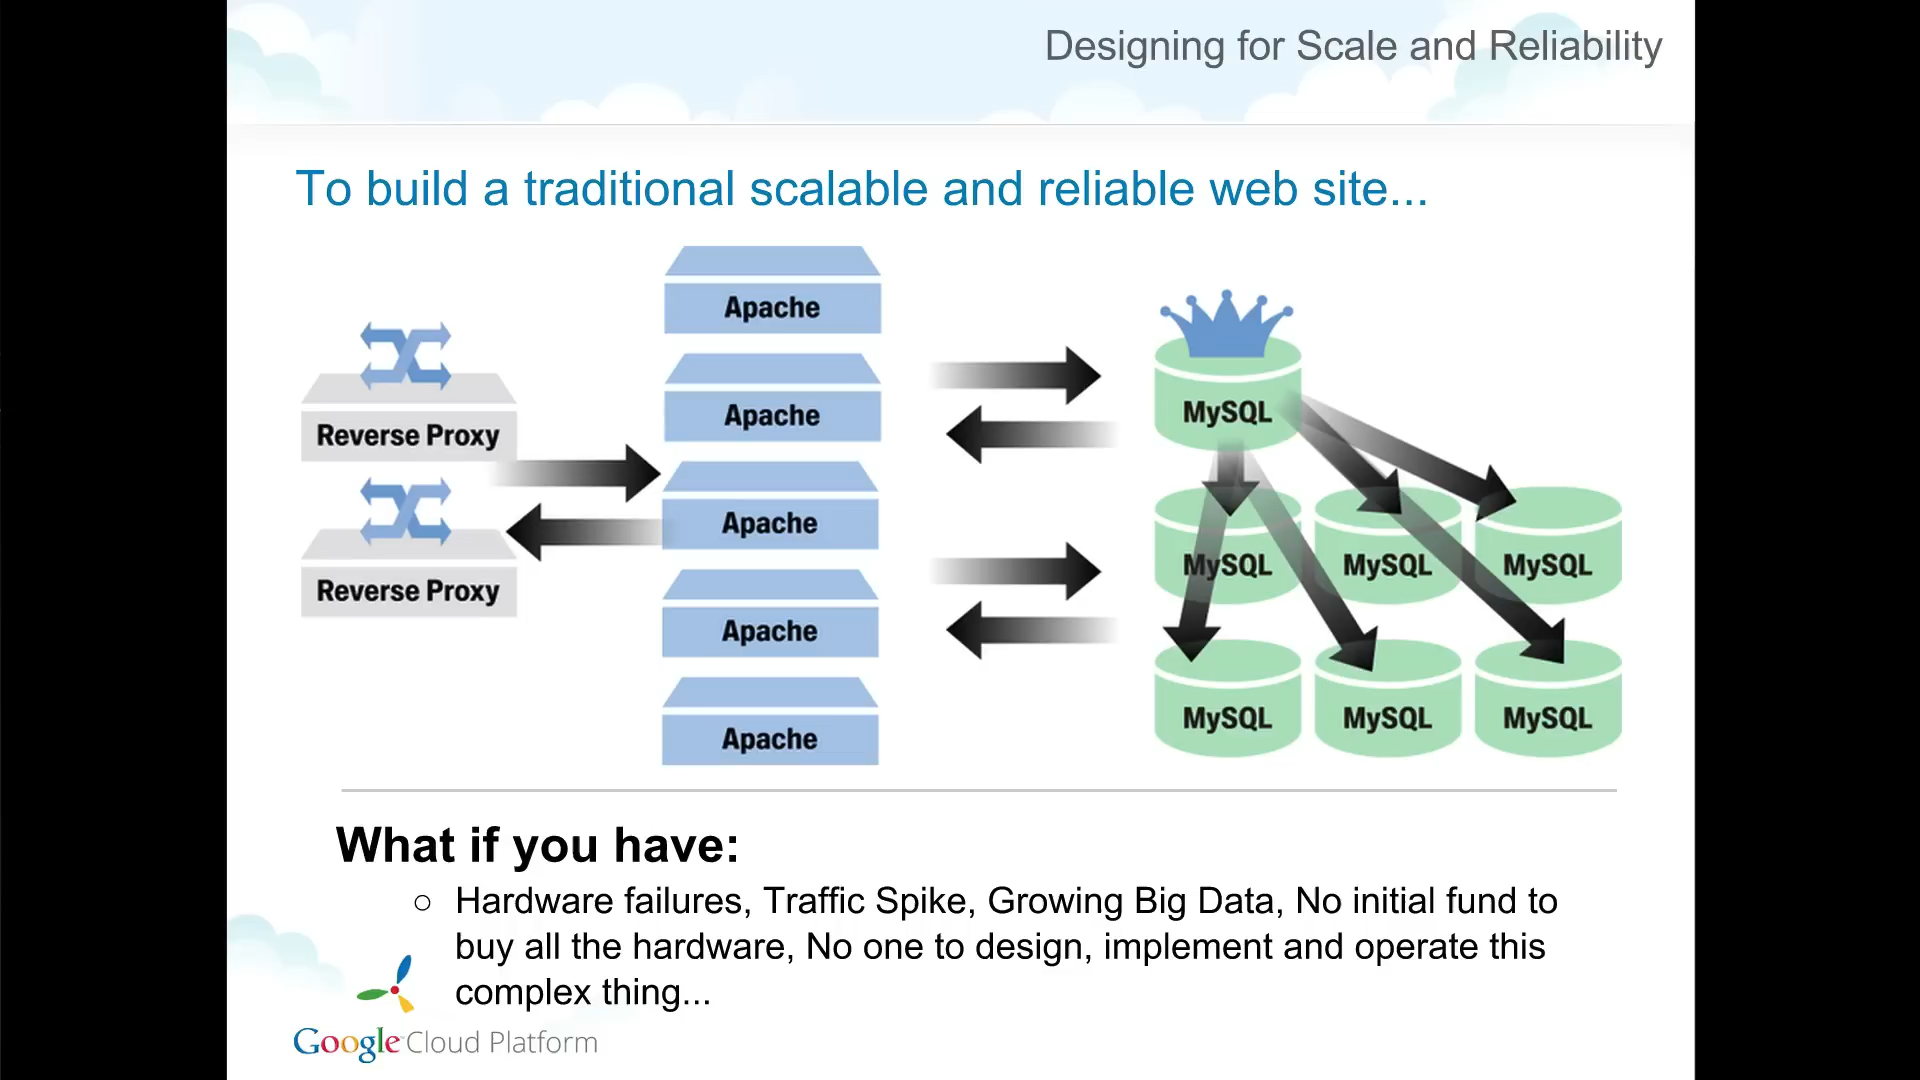 Designing for Scale and Reliability
To build a traditional scalable and reliable web site...
Reverse Proxy
Reverse Proxy
Apache
Apache
Apache
Apache
Apache
MySQL
MySQL MySQL MySQL
MySQL MySQL MySQL
What if you have:
○ Hardware failures, Traffic Spike, Growing Big Data, No initial fund to
buy all the hardware, No one to design, implement and operate this
complex thing...
Google Cloud Platform